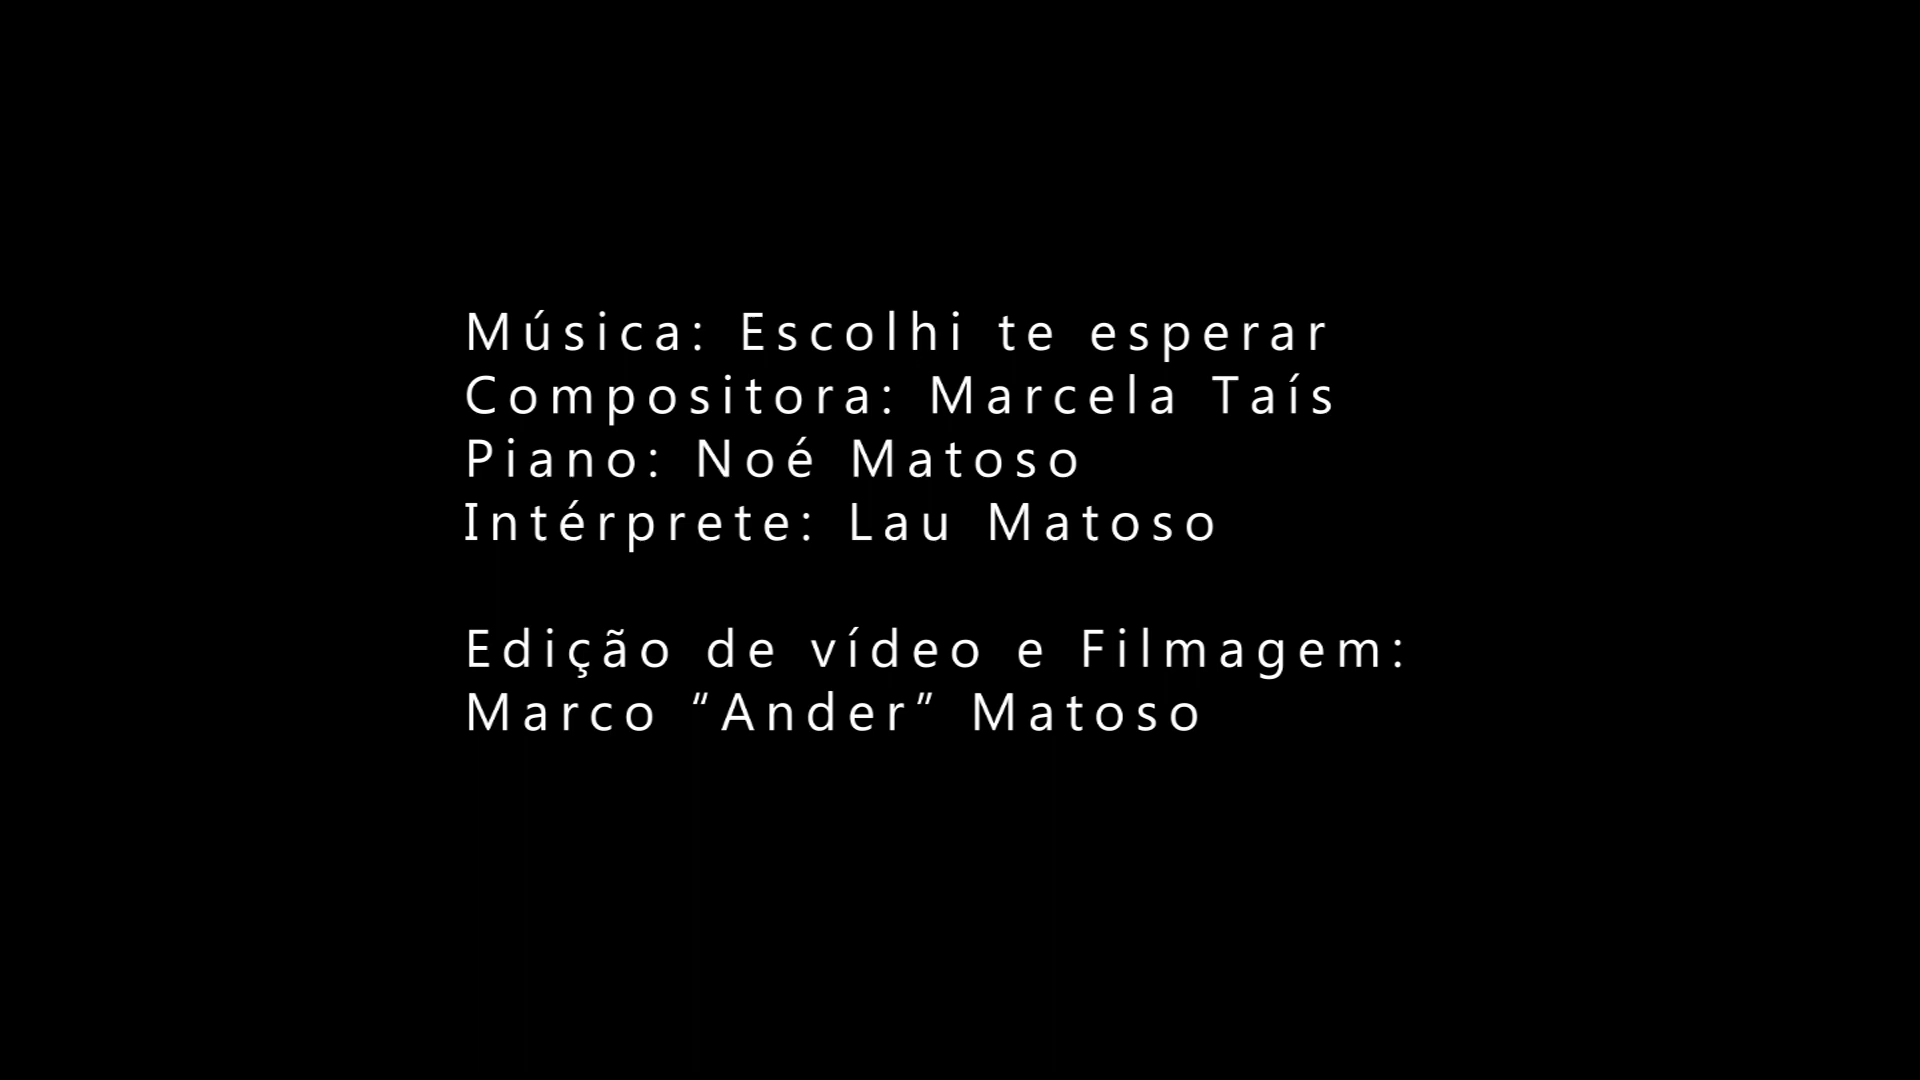 Música: Escolhi te esperar
Compositora: Marcela Taís
Piano: Noé Matoso
Intérprete: Lau Matoso
Edição de vídeo e Filmagem:
Marco “Ander” Matoso